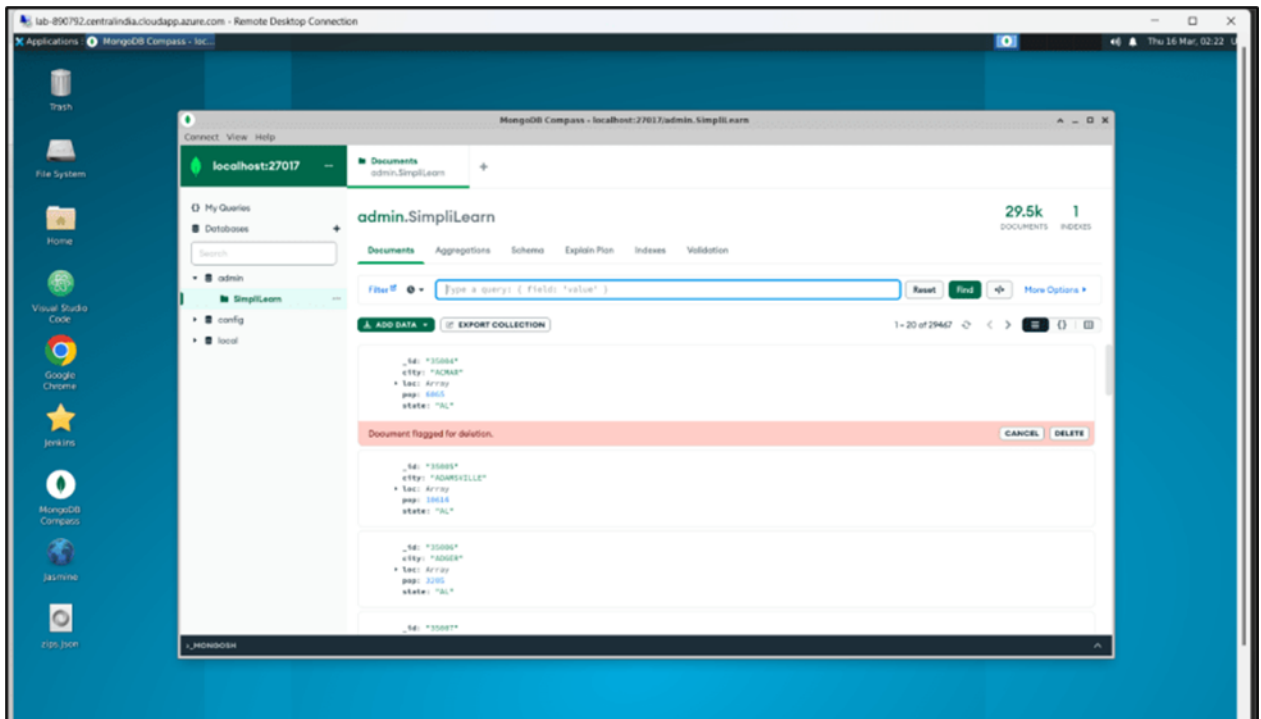 lab-890792.centralindia.cloudapp.azure.com - Remote Desktop Connection
Applications
MongoDB Compass - loc...
Thu 16 Mar, 02:22 U
Trash
File System
Home
Visual Studio
Code
Google
Chrome
Jenkins
MongoDB
Compass
Jasmine
zips.json
MongoDB Compass - localhost:27017/admin.SimpliLearn
Connect View Help
localhost:27017 ...
My Queries
Databases +
Search
admin
SimpliLearn ...
config
local
Documents
admin.SimpliLearn
+
admin.SimpliLearn
29.5k
DOCUMENTS
1
INDEXES
Documents Aggregations Schema Explain Plan Indexes Validation
Filter
Type a query: { field: 'value' }
Reset Find </> More Options
ADD DATA EXPORT COLLECTION
1 - 20 of 29467
{}
_id: "35004"
city: "ACMAR"
loc: Array
pop: 6055
state: "AL"
Document flagged for deletion.
CANCEL DELETE
_id: "35005"
city: "ADAMSVILLE"
loc: Array
pop: 10616
state: "AL"
_id: "35006"
city: "ADGER"
loc: Array
pop: 3205
state: "AL"
_id: "35007"
>_MONGOSH